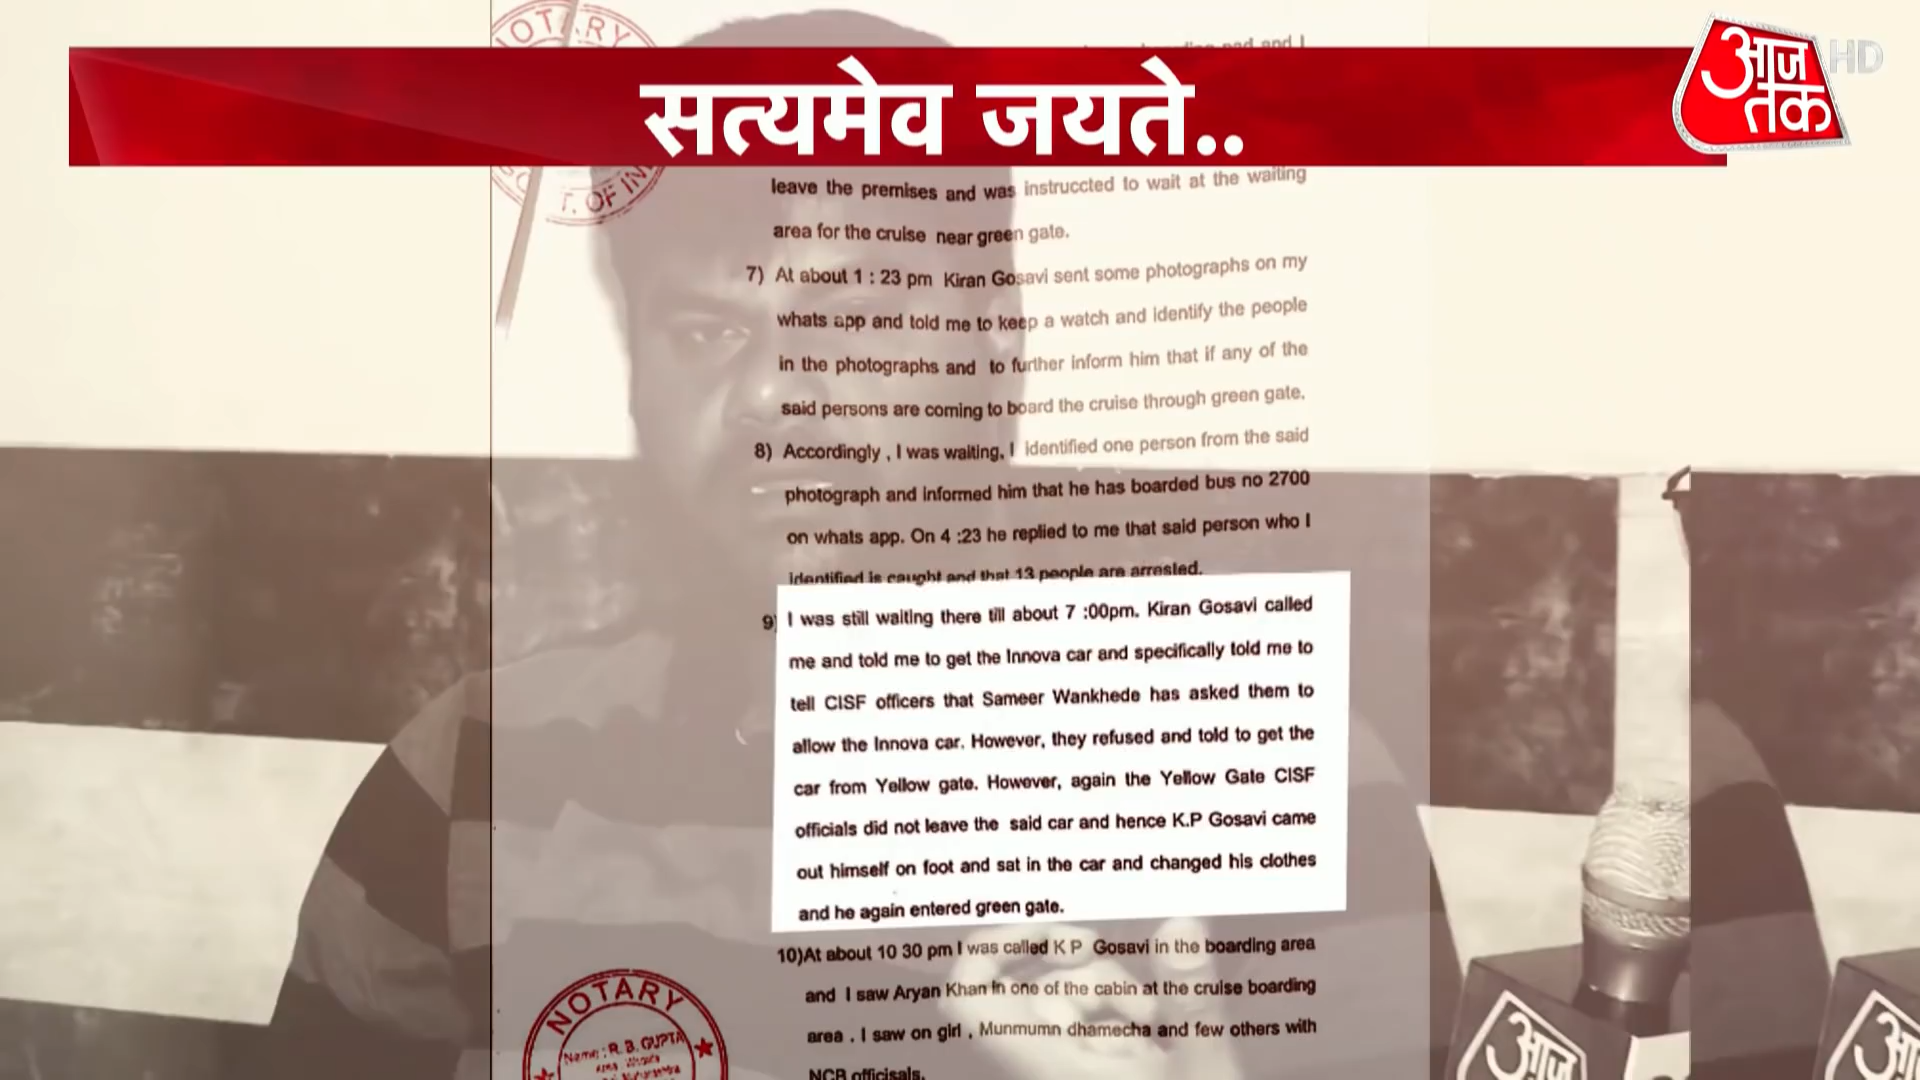 NOTARY
T. OF IN
सत्यमेव जयते..
आज तक HD
leave the premises and was instruccted to wait at the waiting
area for the cruise near green gate.
7) At about 1 : 23 pm Kiran Gosavi sent some photographs on my
whats app and told me to keep a watch and identify the people
in the photographs and to further inform him that if any of the
said persons are coming to board the cruise through green gate.
8) Accordingly , I was waiting. I identified one person from the said
photograph and informed him that he has boarded bus no 2700
on whats app. On 4 :23 he replied to me that said person who I
identified is caught and that 13 people are arrested.
9) I was still waiting there till about 7 :00pm. Kiran Gosavi called
me and told me to get the Innova car and specifically told me to
tell CISF officers that Sameer Wankhede has asked them to
allow the Innova car. However, they refused and told to get the
car from Yellow gate. However, again the Yellow Gate CISF
officials did not leave the said car and hence K.P Gosavi came
out himself on foot and sat in the car and changed his clothes
and he again entered green gate.
10)At about 10 30 pm I was called K P Gosavi in the boarding area
and I saw Aryan Khan in one of the cabin at the cruise boarding
area . I saw on girl , Munmumn dhamecha and few others with
NCB officisals.
NOTARY
Name: R. B. GUPTA
आज
आज